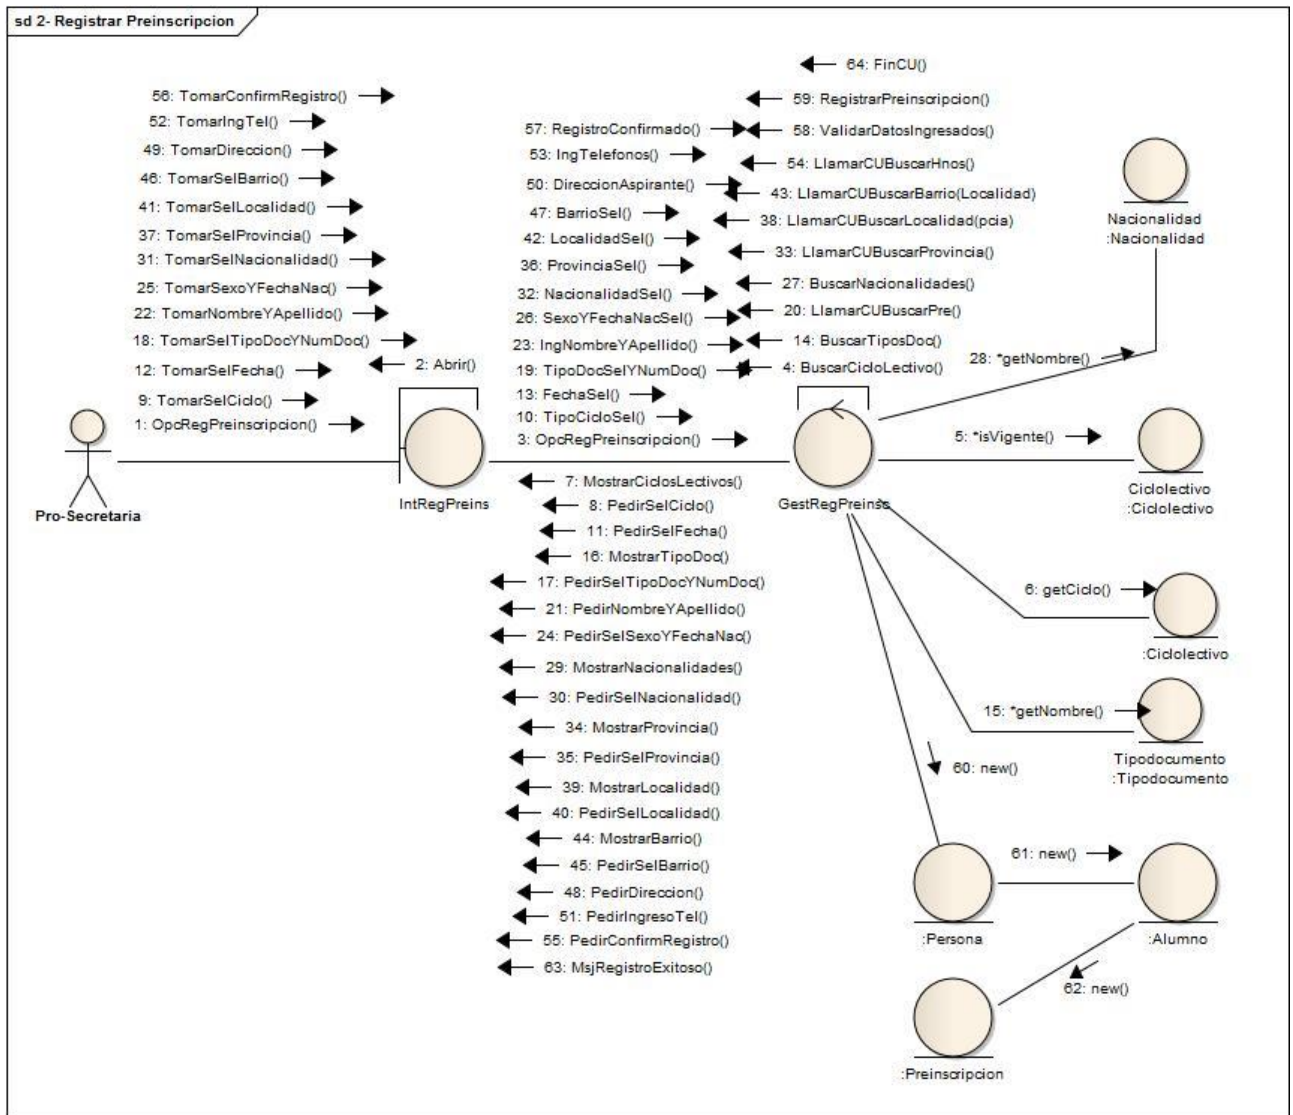 sd 2- Registrar Preinscripcion
64: FinCU()
56: TomarConfirmRegistro()
59: RegistrarPreinscripcion()
52: TomarIngTel()
57: RegistroConfirmado()
58: ValidarDatosIngresados()
49: TomarDireccion()
53: IngTelefonos()
54: LlamarCUBuscarHnos()
46: TomarSelBarrio()
50: DireccionAspirante()
43: LlamarCUBuscarBarrio(Localidad)
41: TomarSelLocalidad()
47: BarrioSel()
38: LlamarCUBuscarLocalidad(pcia)
Nacionalidad
:Nacionalidad
37: TomarSelProvincia()
42: LocalidadSel()
33: LlamarCUBuscarProvincia()
31: TomarSelNacionalidad()
36: ProvinciaSel()
27: BuscarNacionalidades()
25: TomarSexoYFechaNac()
32: NacionalidadSel()
20: LlamarCUBuscarPre()
22: TomarNombreYApellido()
26: SexoYFechaNacSel()
14: BuscarTiposDoc()
18: TomarSelTipoDocYNumDoc()
23: IngNombreYApellido()
28: *getNombre()
2: Abrir()
19: TipoDocSelYNumDoc()
4: BuscarCicloLectivo()
12: TomarSelFecha()
13: FechaSel()
9: TomarSelCiclo()
10: TipoCicloSel()
1: OpcRegPreinscripcion()
3: OpcRegPreinscripcion()
5: *isVigente()
Pro-Secretaria
IntRegPreins
GestRegPreinsc
Ciclolectivo
:Ciclolectivo
7: MostrarCiclosLectivos()
8: PedirSelCiclo()
11: PedirSelFecha()
16: MostrarTipoDoc()
17: PedirSelTipoDocYNumDoc()
6: getCiclo()
21: PedirNombreYApellido()
24: PedirSelSexoYFechaNac()
:Ciclolectivo
29: MostrarNacionalidades()
30: PedirSelNacionalidad()
15: *getNombre()
34: MostrarProvincia()
35: PedirSelProvincia()
60: new()
Tipodocumento
:Tipodocumento
39: MostrarLocalidad()
40: PedirSelLocalidad()
44: MostrarBarrio()
61: new()
45: PedirSelBarrio()
48: PedirDireccion()
51: PedirIngresoTel()
55: PedirConfirmRegistro()
:Persona
:Alumno
63: MsjRegistroExitoso()
62: new()
:Preinscripcion